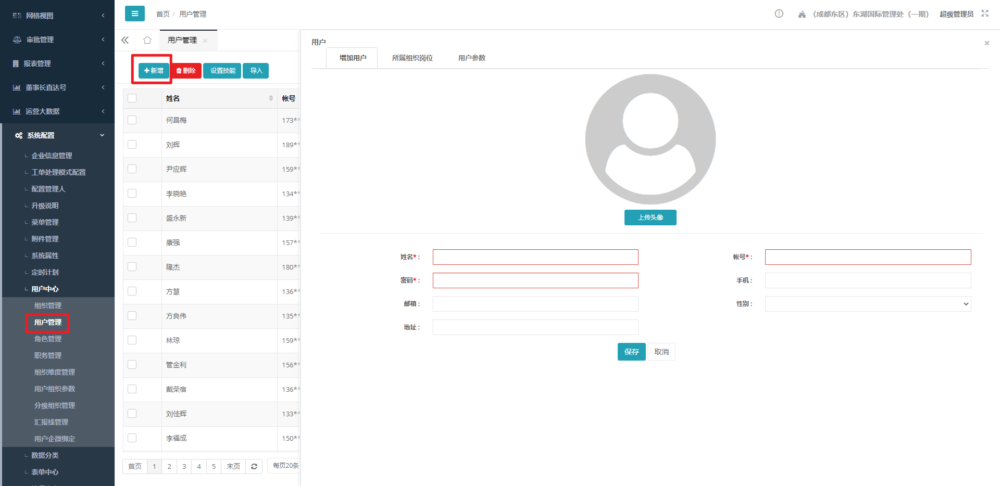 网格视图
审批管理
报表管理
董事长直达号
运营大数据
系统配置
企业信息管理
工单处理模式配置
配置管理人
升级说明
菜单管理
附件管理
系统属性
定时计划
用户中心
组织管理
用户管理
角色管理
职务管理
组织维度管理
用户组织参数
分级组织管理
汇报线管理
用户企微绑定
数据分类
表单中心
首页 / 用户管理
(成都东区) 东湖国际管理处 (一期) 超级管理员
用户管理 ×
新增 删除 设置技能 导入
姓名 帐号
何昌梅 173**
刘辉 189**
尹应辉 159**
李晓艳 134**
盛永新 139**
康强 157**
隆杰 180**
方慧 136**
方良伟 135**
林琼 159**
管金利 156**
戴荣宿 136**
刘佳辉 133**
李福成 150**
首页 1 2 3 4 5 末页 每页20条
用户
增加用户 所属组织岗位 用户参数
上传头像
姓名*： 帐号*：
密码*： 手机：
邮箱： 性别：
地址：
保存 取消